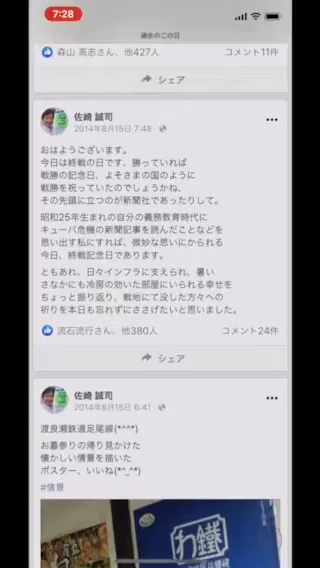 7:28
過去のこの日
森山 高志さん、他427人 コメント11件
シェア
佐崎 誠司
2014年8月15日 7:48
おはようございます。
今日は終戦の日です、勝っていれば
戦勝の記念日、よそさまの国のように
戦勝を祝っていたのでしょうかね、
その先頭に立つのが新聞社であったりして。
昭和25年生まれの自分の義務教育時代に
キューバ危機の新聞記事を読んだことなどを
思い出す私にすれば、微妙な思いにかられる
今日、終戦記念日であります。
ともあれ、日々インフラに支えられ、暑い
さなかにも冷房の効いた部屋にいられる幸せを
ちょっと振り返り、戦地にて没した方々への
祈りを本日も忘れずにささげたいと思いました。
流石流行さん、他380人 コメント24件
シェア
佐崎 誠司
2014年8月15日 6:41
渡良瀬鉄道足尾線(*^^*)
お墓参りの帰り見かけた
懐かしい情景を描いた
ポスター、いいね(*^_^*)
#情景
わ鐵